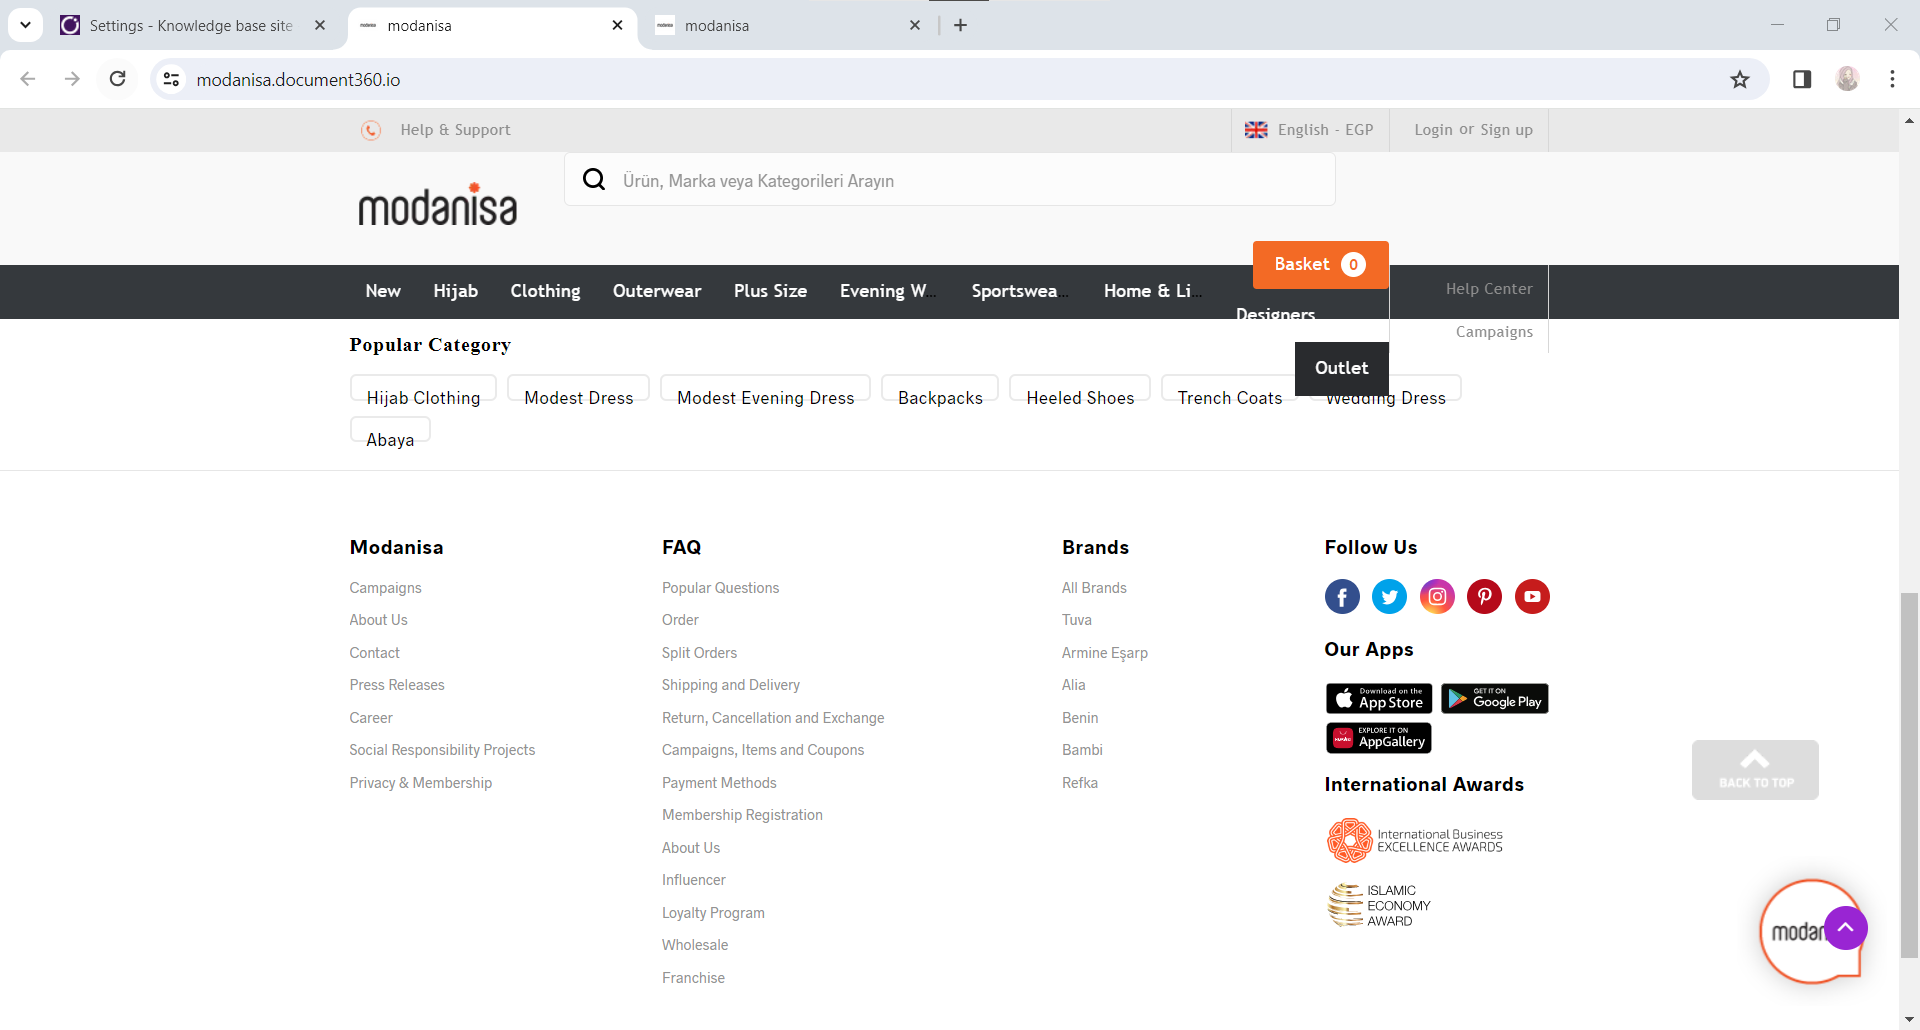 Settings - Knowledge base site
modanisa
modanisa
modanisa.document360.io
Help & Support
English - EGP
Login or Sign up
modanisa
Ürün, Marka veya Kategorileri Arayın
Basket 0
New
Hijab
Clothing
Outerwear
Plus Size
Evening W...
Sportswea...
Home & Li...
Designers
Outlet
Help Center
Campaigns
Popular Category
Hijab Clothing
Modest Dress
Modest Evening Dress
Backpacks
Heeled Shoes
Trench Coats
Wedding Dress
Abaya
Modanisa
Campaigns
About Us
Contact
Press Releases
Career
Social Responsibility Projects
Privacy & Membership
FAQ
Popular Questions
Order
Split Orders
Shipping and Delivery
Return, Cancellation and Exchange
Campaigns, Items and Coupons
Payment Methods
Membership Registration
About Us
Influencer
Loyalty Program
Wholesale
Franchise
Brands
All Brands
Tuva
Armine Eşarp
Alia
Benin
Bambi
Refka
Follow Us
Our Apps
Download on the
App Store
GET IT ON
Google Play
EXPLORE IT ON
AppGallery
International Awards
International Business
EXCELLENCE AWARDS
ISLAMIC
ECONOMY
AWARD
BACK TO TOP
modan